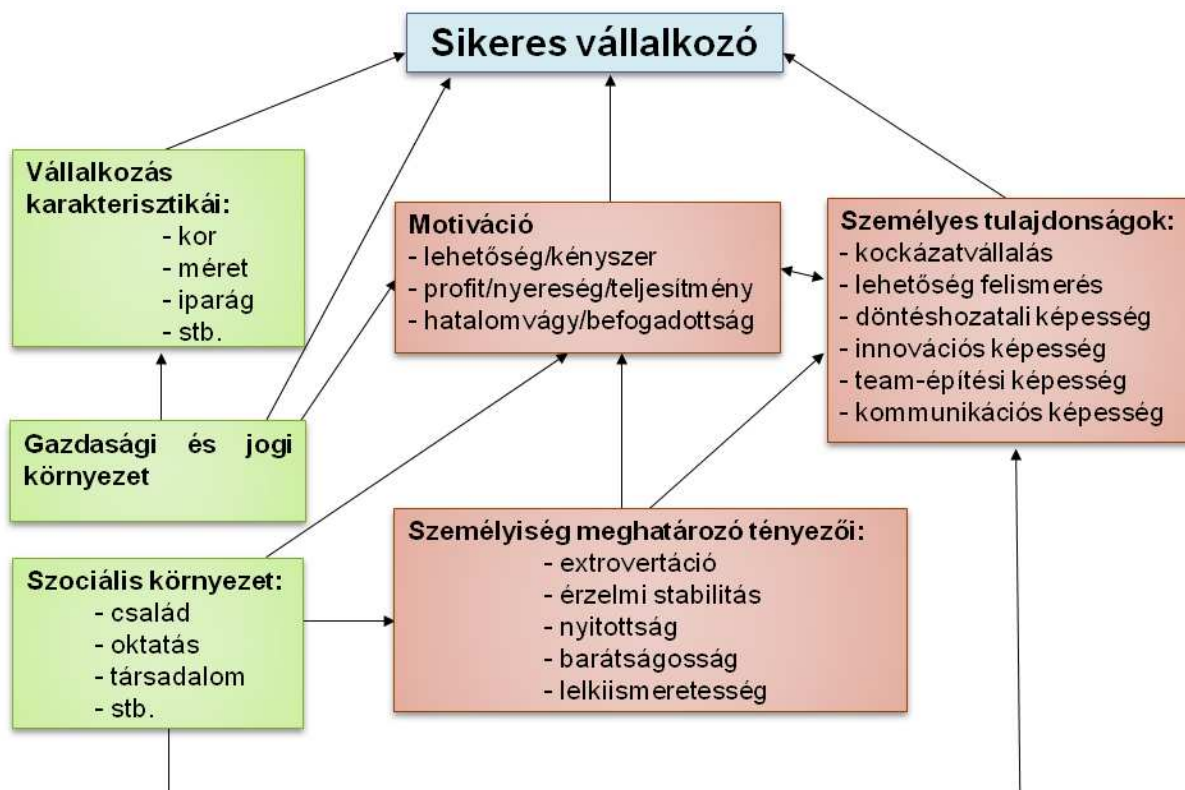 Sikeres vállalkozó
Vállalkozás
karakterisztikái:
- kor
- méret
- iparág
- stb.
Motiváció
- lehetőség/kényszer
- profit/nyereség/teljesítmény
- hatalomvágy/befogadottság
Személyes tulajdonságok:
- kockázatvállalás
- lehetőség felismerés
- döntéshozatali képesség
- innovációs képesség
- team-építési képesség
- kommunikációs képesség
Gazdasági és jogi
környezet
Személyiség meghatározó tényezői:
- extrovertáció
- érzelmi stabilitás
- nyitottság
- barátságosság
- lelkiismeretesség
Szociális környezet:
- család
- oktatás
- társadalom
- stb.